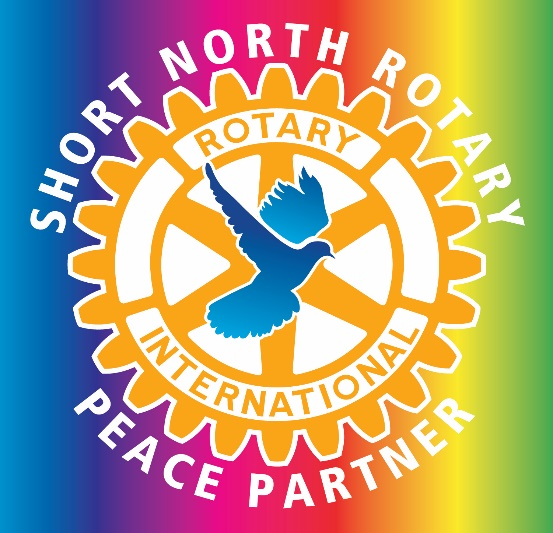 SHORT NORTH ROTARY
ROTARY
INTERNATIONAL
PEACE PARTNER